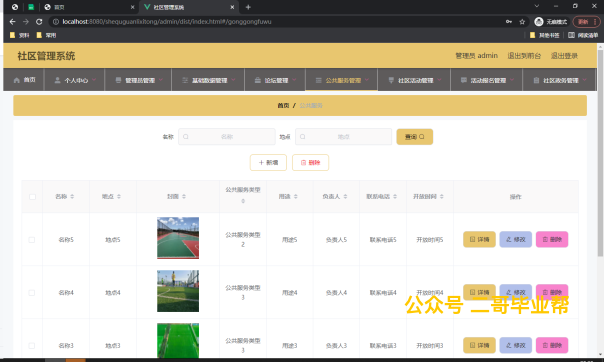 首页
社区管理系统
无痕模式
更新
localhost:8080/shequguanlixitong/admin/dist/index.html#/gonggongfuwu
资料
常用
其他书签
阅读清单
社区管理系统
管理员 admin
退出到前台
退出登录
首页
个人中心
管理员管理
基础数据管理
论坛管理
公共服务管理
社区活动管理
活动报名管理
社区政务管理
首页 / 公共服务
名称
名称
地点
地点
查询
+ 新增
删除
名称 地点 封面 公共服务类型 用途 负责人 联系电话 开放时间 操作
名称5 地点5 公共服务类型2 用途5 负责人5 联系电话5 开放时间5 详情 修改 删除
名称4 地点4 公共服务类型3 用途4 负责人4 联系电话4 开放时间4 详情 修改 删除
公众号 二哥毕业帮
名称3 地点3 公共服务类型3 用途3 负责人3 联系电话3 开放时间3 详情 修改 删除